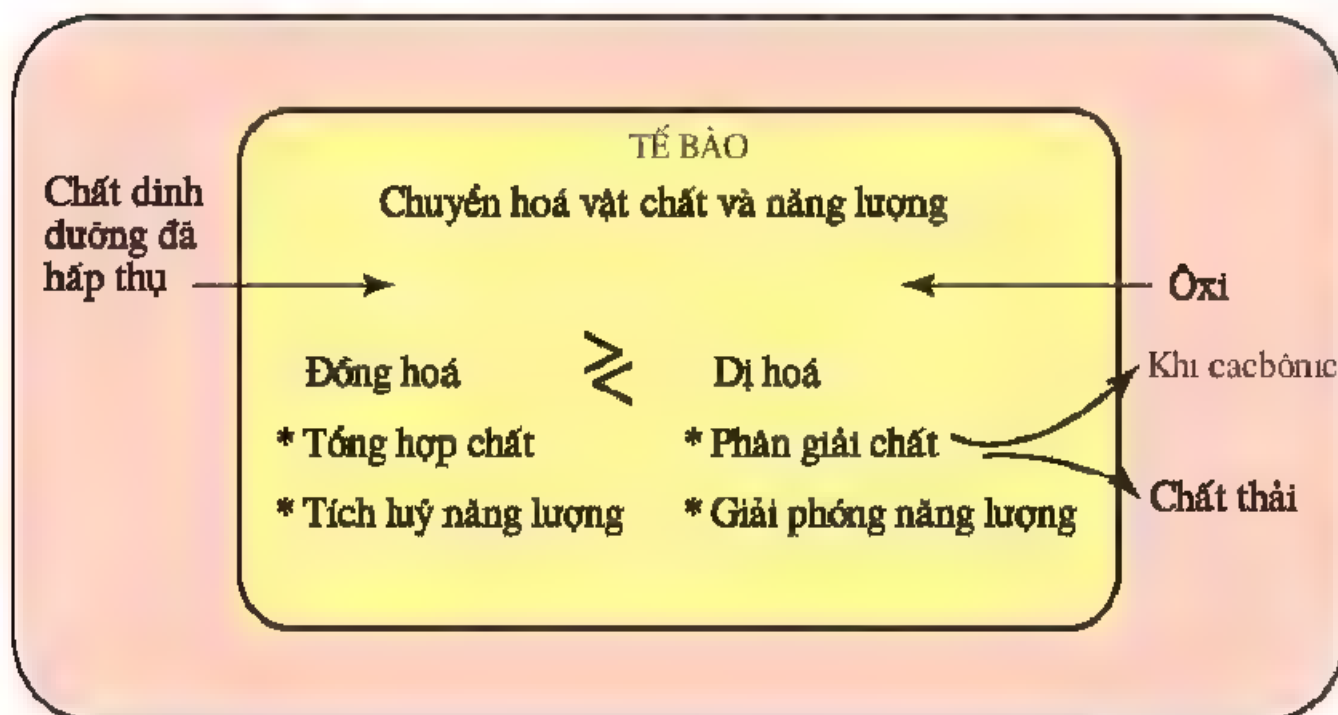 TẾ BÀO
Chuyển hoá vật chất và năng lượng
Chất dinh
dưỡng đã
hấp thụ
Ôxi
Đồng hoá
≷
Dị hoá
Khi cacbônic
* Tổng hợp chất
* Phân giải chất
Chất thải
* Tích luỹ năng lượng
* Giải phóng năng lượng